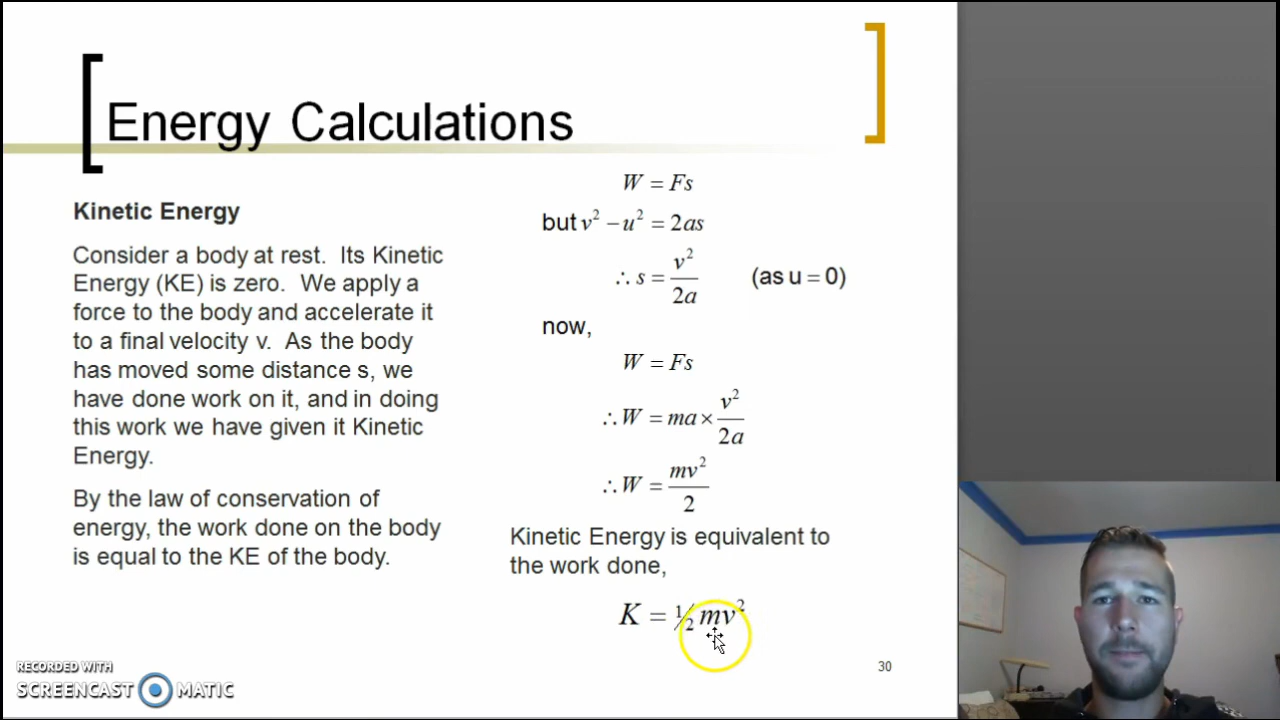 Energy Calculations
Kinetic Energy
Consider a body at rest.  Its Kinetic
Energy (KE) is zero.  We apply a
force to the body and accelerate it
to a final velocity v.  As the body
has moved some distance s, we
have done work on it, and in doing
this work we have given it Kinetic
Energy.
By the law of conservation of
energy, the work done on the body
is equal to the KE of the body.
W = Fs
but v² − u² = 2as
∴ s = v²/2a (as u = 0)
now,
W = Fs
∴ W = ma × v²/2a
∴ W = mv²/2
Kinetic Energy is equivalent to
the work done,
K = ½ mv²
30
RECORDED WITH
SCREENCAST MATIC